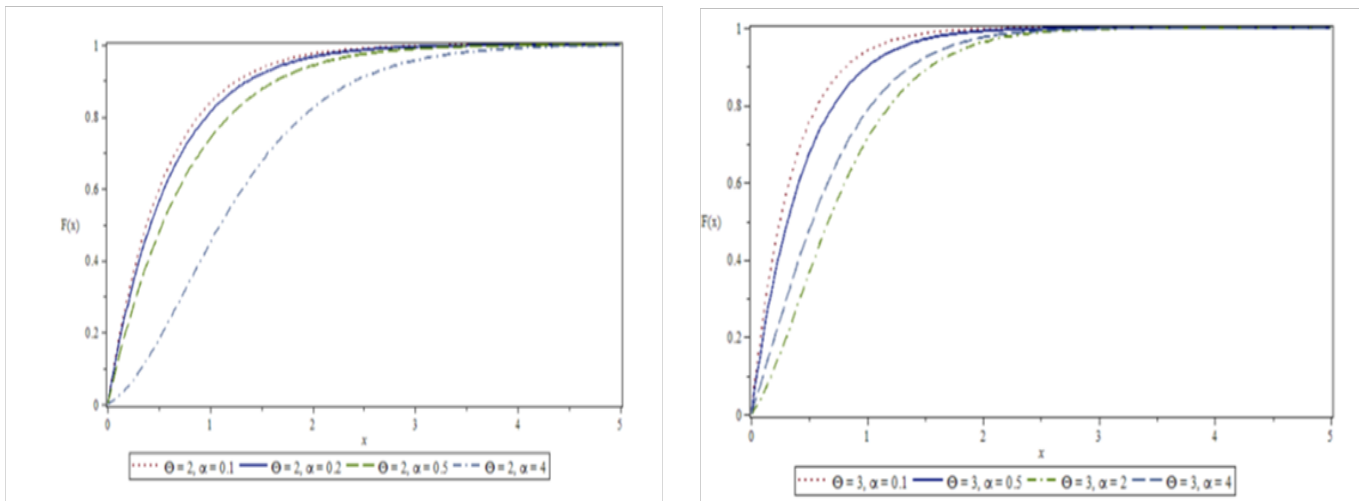 1
0.8
0.6
F(x)
0.4
0.2
0
0 1 2 3 4 5
x
Θ = 2, α = 0.1 Θ = 2, α = 0.2 Θ = 2, α = 0.5 Θ = 2, α = 4
1
0.8
0.6
F(x)
0.4
0.2
0
0 1 2 3 4 5
x
Θ = 3, α = 0.1 Θ = 3, α = 0.5 Θ = 3, α = 2 Θ = 3, α = 4